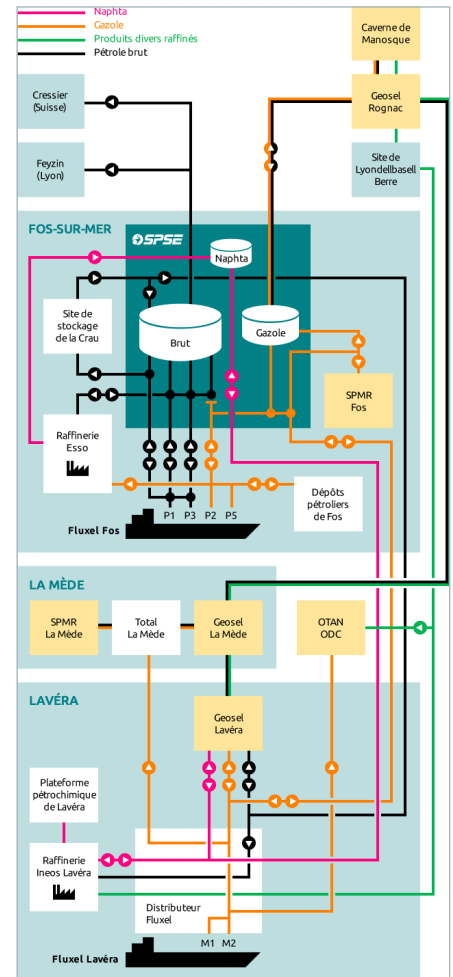 Naphta
Gazole
Produits divers raffinés
Pétrole brut
Caverne de
Manosque
Cressier
(Suisse)
Geosel
Rognac
Feyzin
(Lyon)
Site de
Lyondellbasell
Berre
FOS-SUR-MER
SPSE
Naphta
Site de
stockage
de la Crau
Brut
Gazole
SPMR
Fos
Raffinerie
Esso
Dépôts
pétroliers
de Fos
P1 P3 P2 P5
Fluxel Fos
LA MÈDE
SPMR
La Mède
Total
La Mède
Geosel
La Mède
OTAN
ODC
LAVÉRA
Geosel
Lavéra
Plateforme
pétrochimique
de Lavéra
Raffinerie
Ineos Lavéra
Distributeur
Fluxel
M1 M2
Fluxel Lavéra